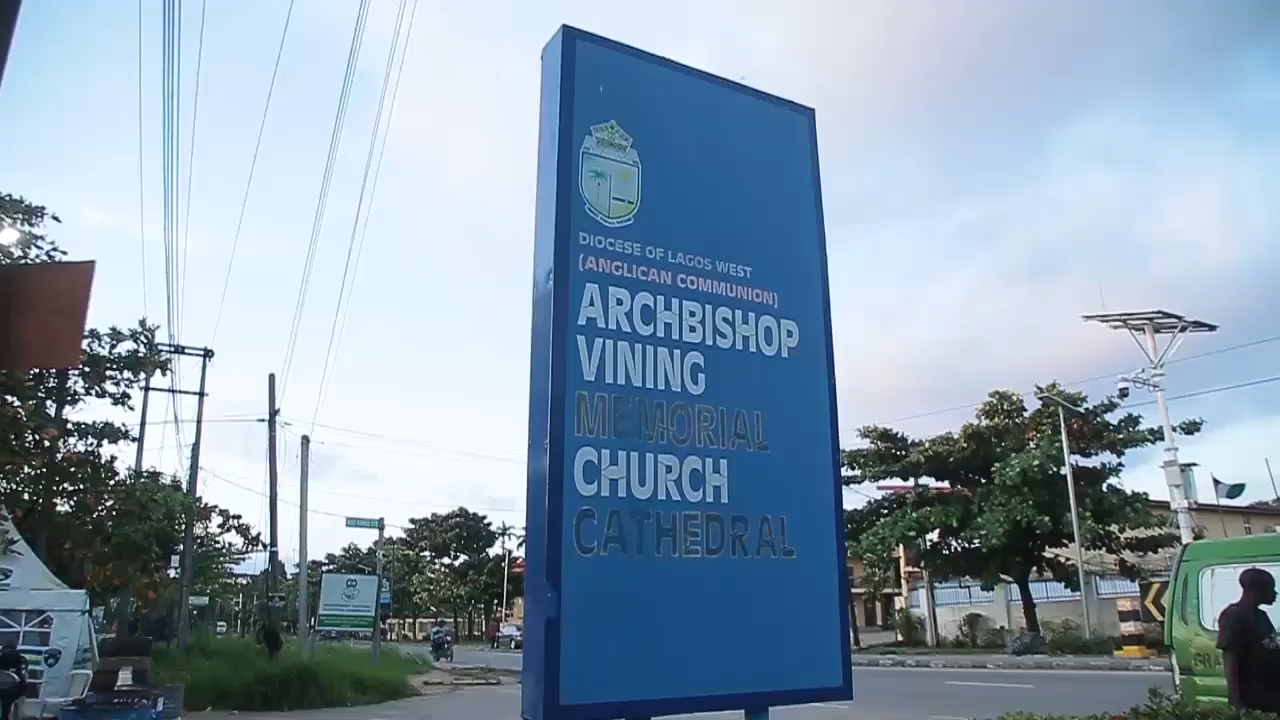 DIOCESE OF LAGOS WEST
(ANGLICAN COMMUNION)
ARCHBISHOP
VINING
MEMORIAL
CHURCH
CATHEDRAL